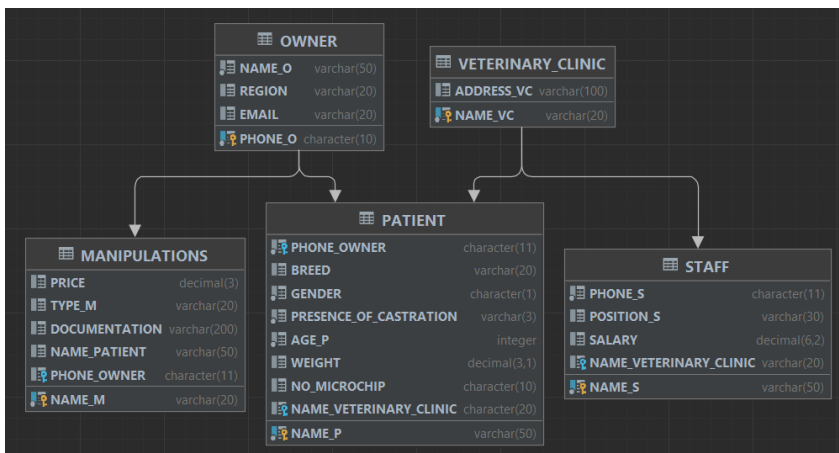 OWNER
NAME_O varchar(50)
REGION varchar(20)
EMAIL varchar(20)
PHONE_O character(10)
VETERINARY_CLINIC
ADDRESS_VC varchar(100)
NAME_VC varchar(20)
MANIPULATIONS
PRICE decimal(3)
TYPE_M varchar(20)
DOCUMENTATION varchar(200)
NAME_PATIENT varchar(50)
PHONE_OWNER character(11)
NAME_M varchar(20)
PATIENT
PHONE_OWNER character(11)
BREED varchar(20)
GENDER character(1)
PRESENCE_OF_CASTRATION varchar(3)
AGE_P integer
WEIGHT decimal(3,1)
NO_MICROCHIP character(10)
NAME_VETERINARY_CLINIC character(20)
NAME_P varchar(50)
STAFF
PHONE_S character(11)
POSITION_S varchar(30)
SALARY decimal(6,2)
NAME_VETERINARY_CLINIC varchar(20)
NAME_S varchar(50)